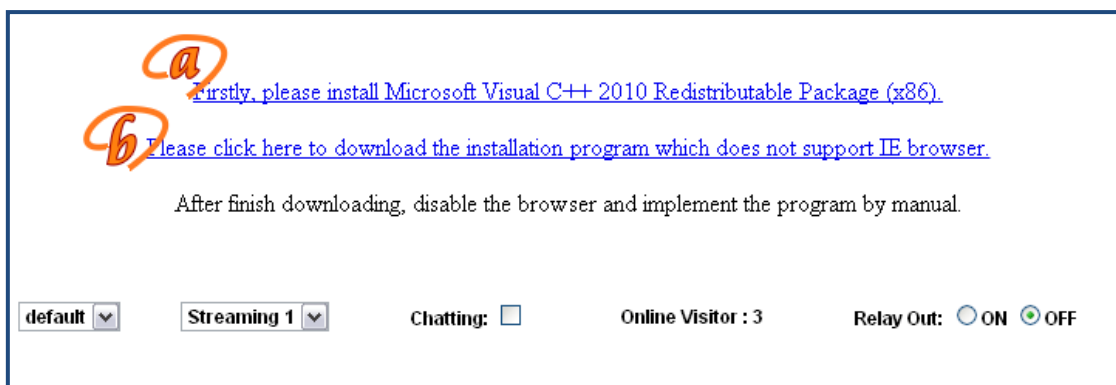 a
Firstly, please install Microsoft Visual C++ 2010 Redistributable Package (x86).
b
Please click here to download the installation program which does not support IE browser.
After finish downloading, disable the browser and implement the program by manual.
default Streaming 1 Chatting: Online Visitor : 3 Relay Out: ON OFF